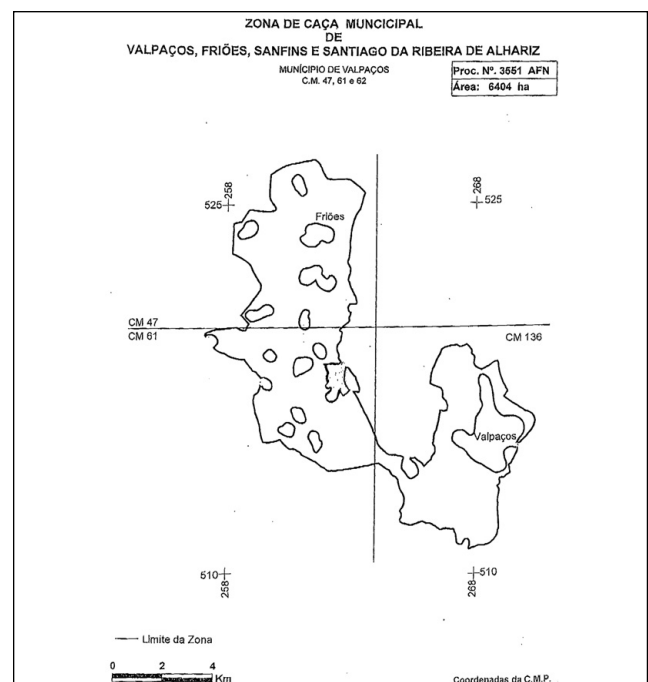 ZONA DE CAÇA MUNCICIPAL
DE
VALPAÇOS, FRIÕES, SANFINS E SANTIAGO DA RIBEIRA DE ALHARIZ
MUNÍCIPIO DE VALPAÇOS
C.M. 47, 61 e 62
Proc. Nº. 3551 AFN
Área: 6404 ha
258
525
268
525
Friões
CM 47
CM 61
CM 136
Valpaços
510
258
510
268
Limite da Zona
0 2 4
Km
Coordenadas da C.M.P.